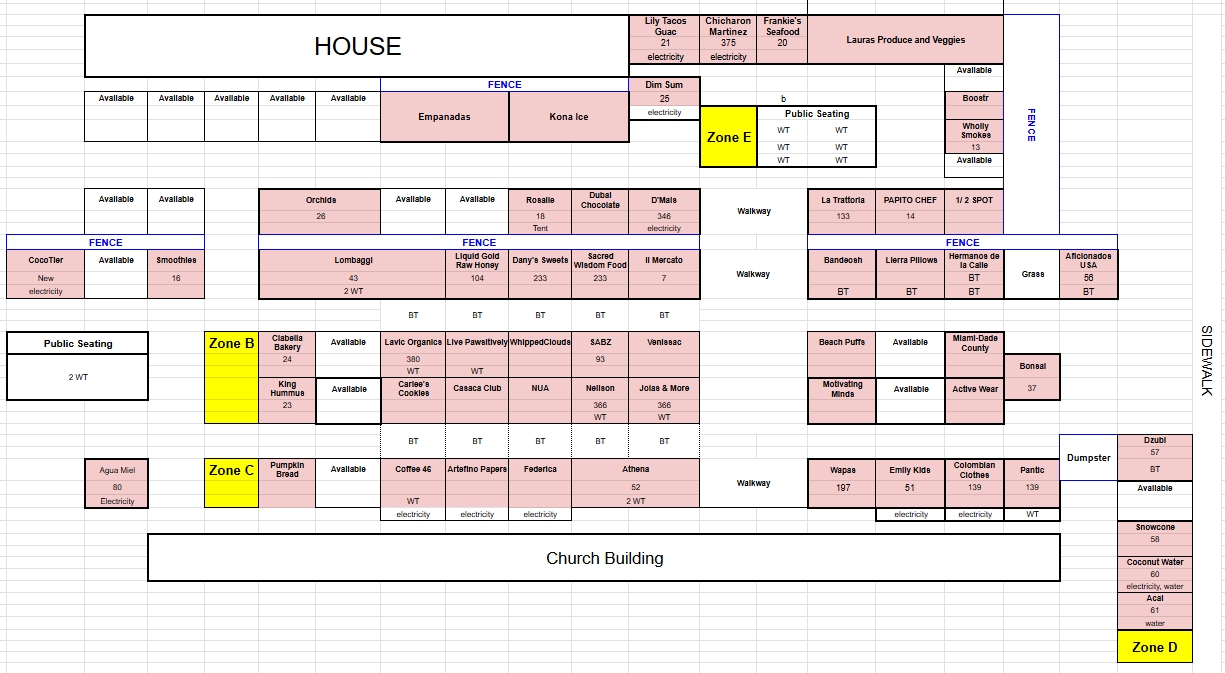 HOUSE
Lily Tacos Guac
21
electricity
Chicharon Martinez
375
electricity
Frankie's Seafood
20
Lauras Produce and Veggies
Available
FENCE
Dim Sum
25
electricity
Available
Available
Available
Available
Available
Empanadas
Kona Ice
b
Zone E
Public Seating
WT WT
WT WT
WT WT
Boostr
Wholly Smokes
13
Available
FENCE
Available
Available
Orchids
26
Available
Available
Rosalie
18
Tent
Dubai Chocolate
D'Mais
346
electricity
Walkway
La Trattoria
133
PAPITO CHEF
14
1/ 2 SPOT
FENCE
FENCE
FENCE
CocoTier
New
electricity
Available
Smoothies
16
Lombaggi
43
2 WT
Liquid Gold Raw Honey
104
Dany's Sweets
233
Sacred Wisdom Food
233
Il Mercato
7
Walkway
Bandeosh
BT
Lierra Pillows
BT
Hermanos de la Calle
BT
BT
Grass
Aficionados USA
56
BT
BT BT BT BT BT
Public Seating
2 WT
Zone B
Ciabella Bakery
24
Available
Lavic Organics
380
WT
Live Pawsitively
WT
WhippedClouds
SABZ
93
Venissac
Beach Puffs
Available
Miami-Dade County
Bonsai
37
SIDEWALK
King Hummus
23
Available
Carlee's Cookies
Casaca Club
NUA
Neilson
366
WT
Jolas & More
366
WT
Motivating Minds
Available
Active Wear
BT BT BT BT BT
Dumpster
Dzubi
57
BT
Available
Agua Miel
80
Electricity
Zone C
Pumpkin Bread
Available
Coffee 46
WT
electricity
Artefino Papers
electricity
Federica
electricity
Athena
52
2 WT
Walkway
Wapas
197
Emily Kids
51
electricity
Colombian Clothes
139
electricity
Pantic
139
WT
Church Building
Snowcone
58
Coconut Water
60
electricity, water
Acai
61
water
Zone D